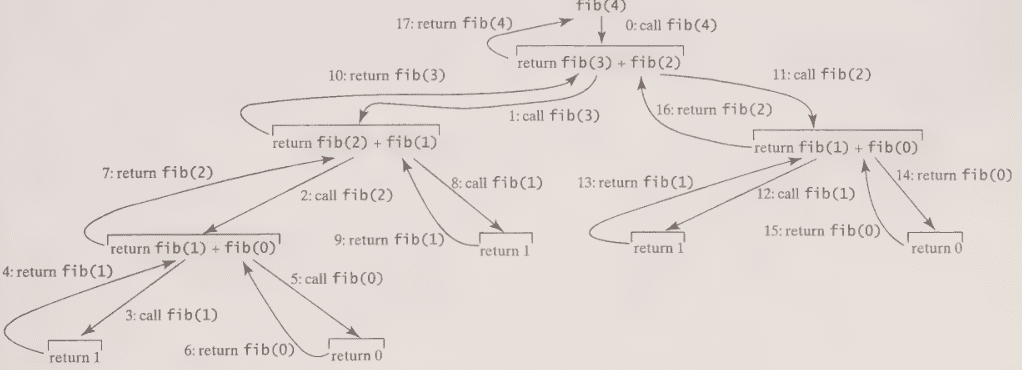 fib(4)
17: return fib(4)
0: call fib(4)
return fib(3) + fib(2)
10: return fib(3)
11: call fib(2)
1: call fib(3)
16: return fib(2)
return fib(2) + fib(1)
return fib(1) + fib(0)
7: return fib(2)
2: call fib(2)
8: call fib(1)
13: return fib(1)
12: call fib(1)
14: return fib(0)
9: return fib(1)
15: return fib(0)
return fib(1) + fib(0)
return 1
return 1
return 0
4: return fib(1)
5: call fib(0)
3: call fib(1)
6: return fib(0)
return 1
return 0